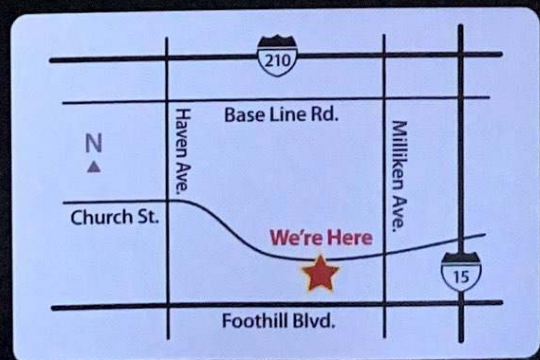 210
Base Line Rd.
Haven Ave.
Milliken Ave.
N
Church St.
We're Here
15
Foothill Blvd.